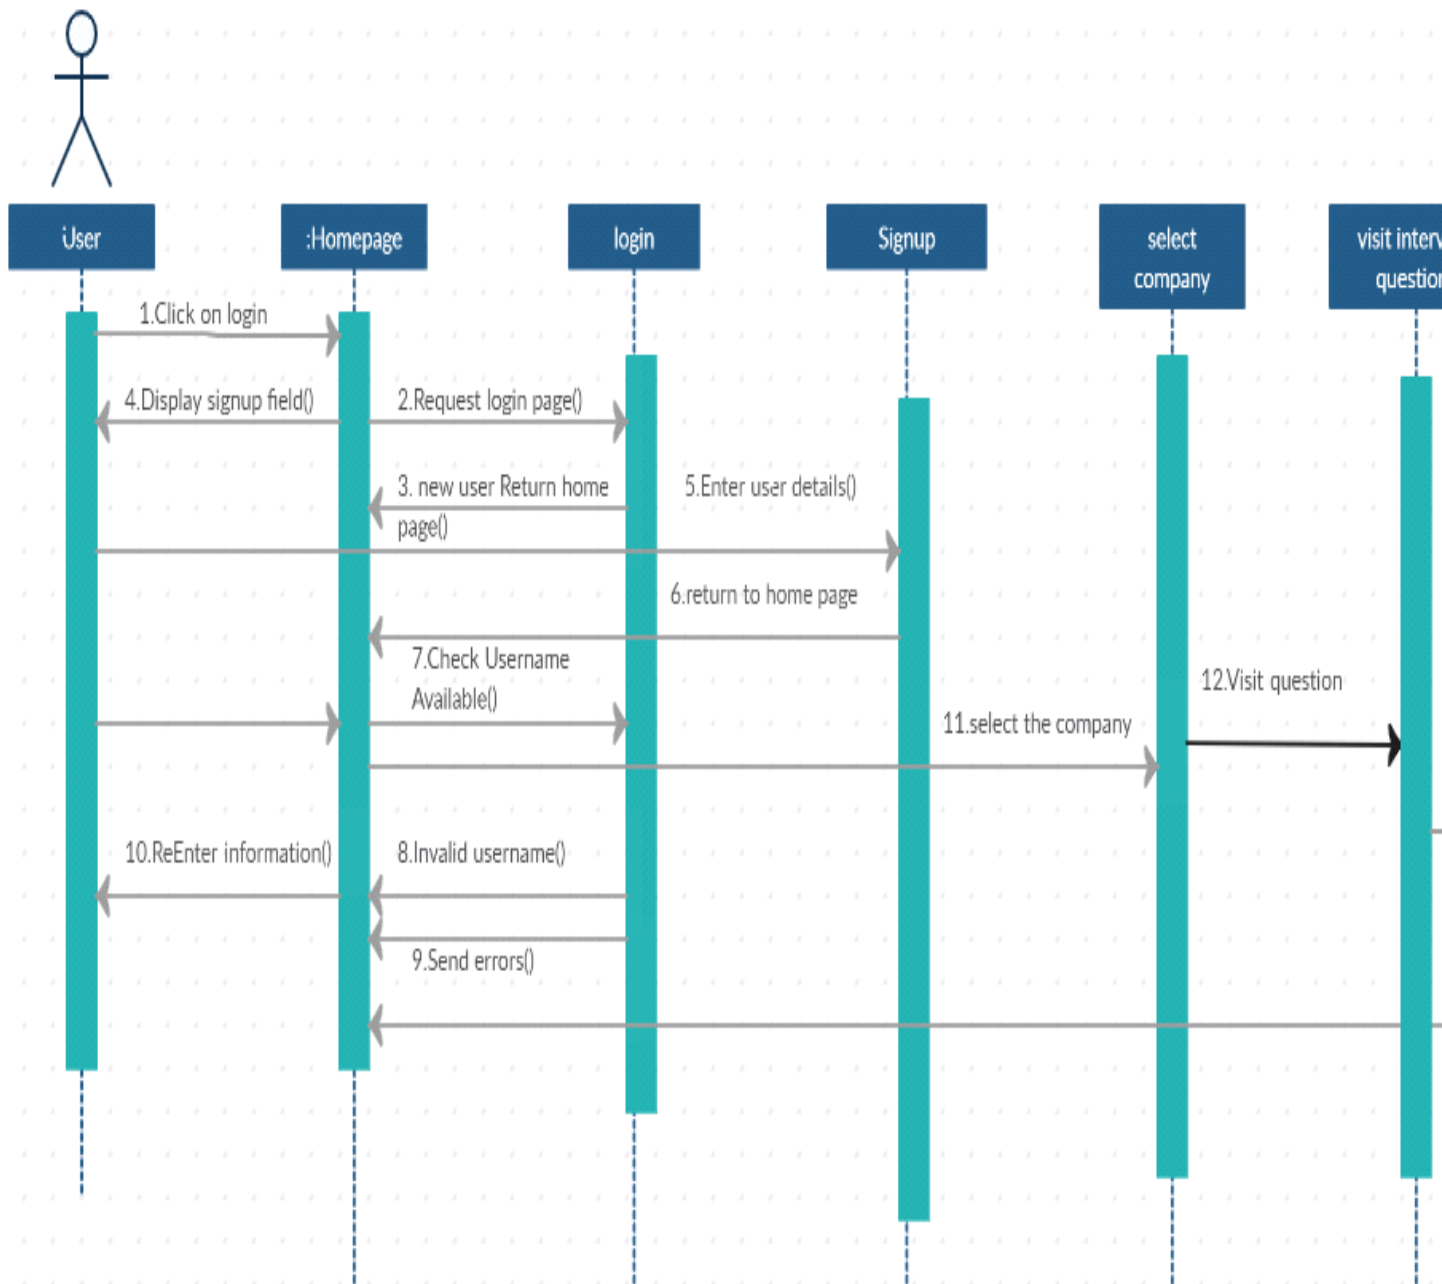 User
:Homepage
login
Signup
select
company
visit
1.Click on login
4.Display signup field()
2.Request login page()
3. new user Return home
page()
5.Enter user details()
6.return to home page
7.Check Username
Available()
11.select the company
12.Visit question
10.ReEnter information()
8.Invalid username()
9.Send errors()